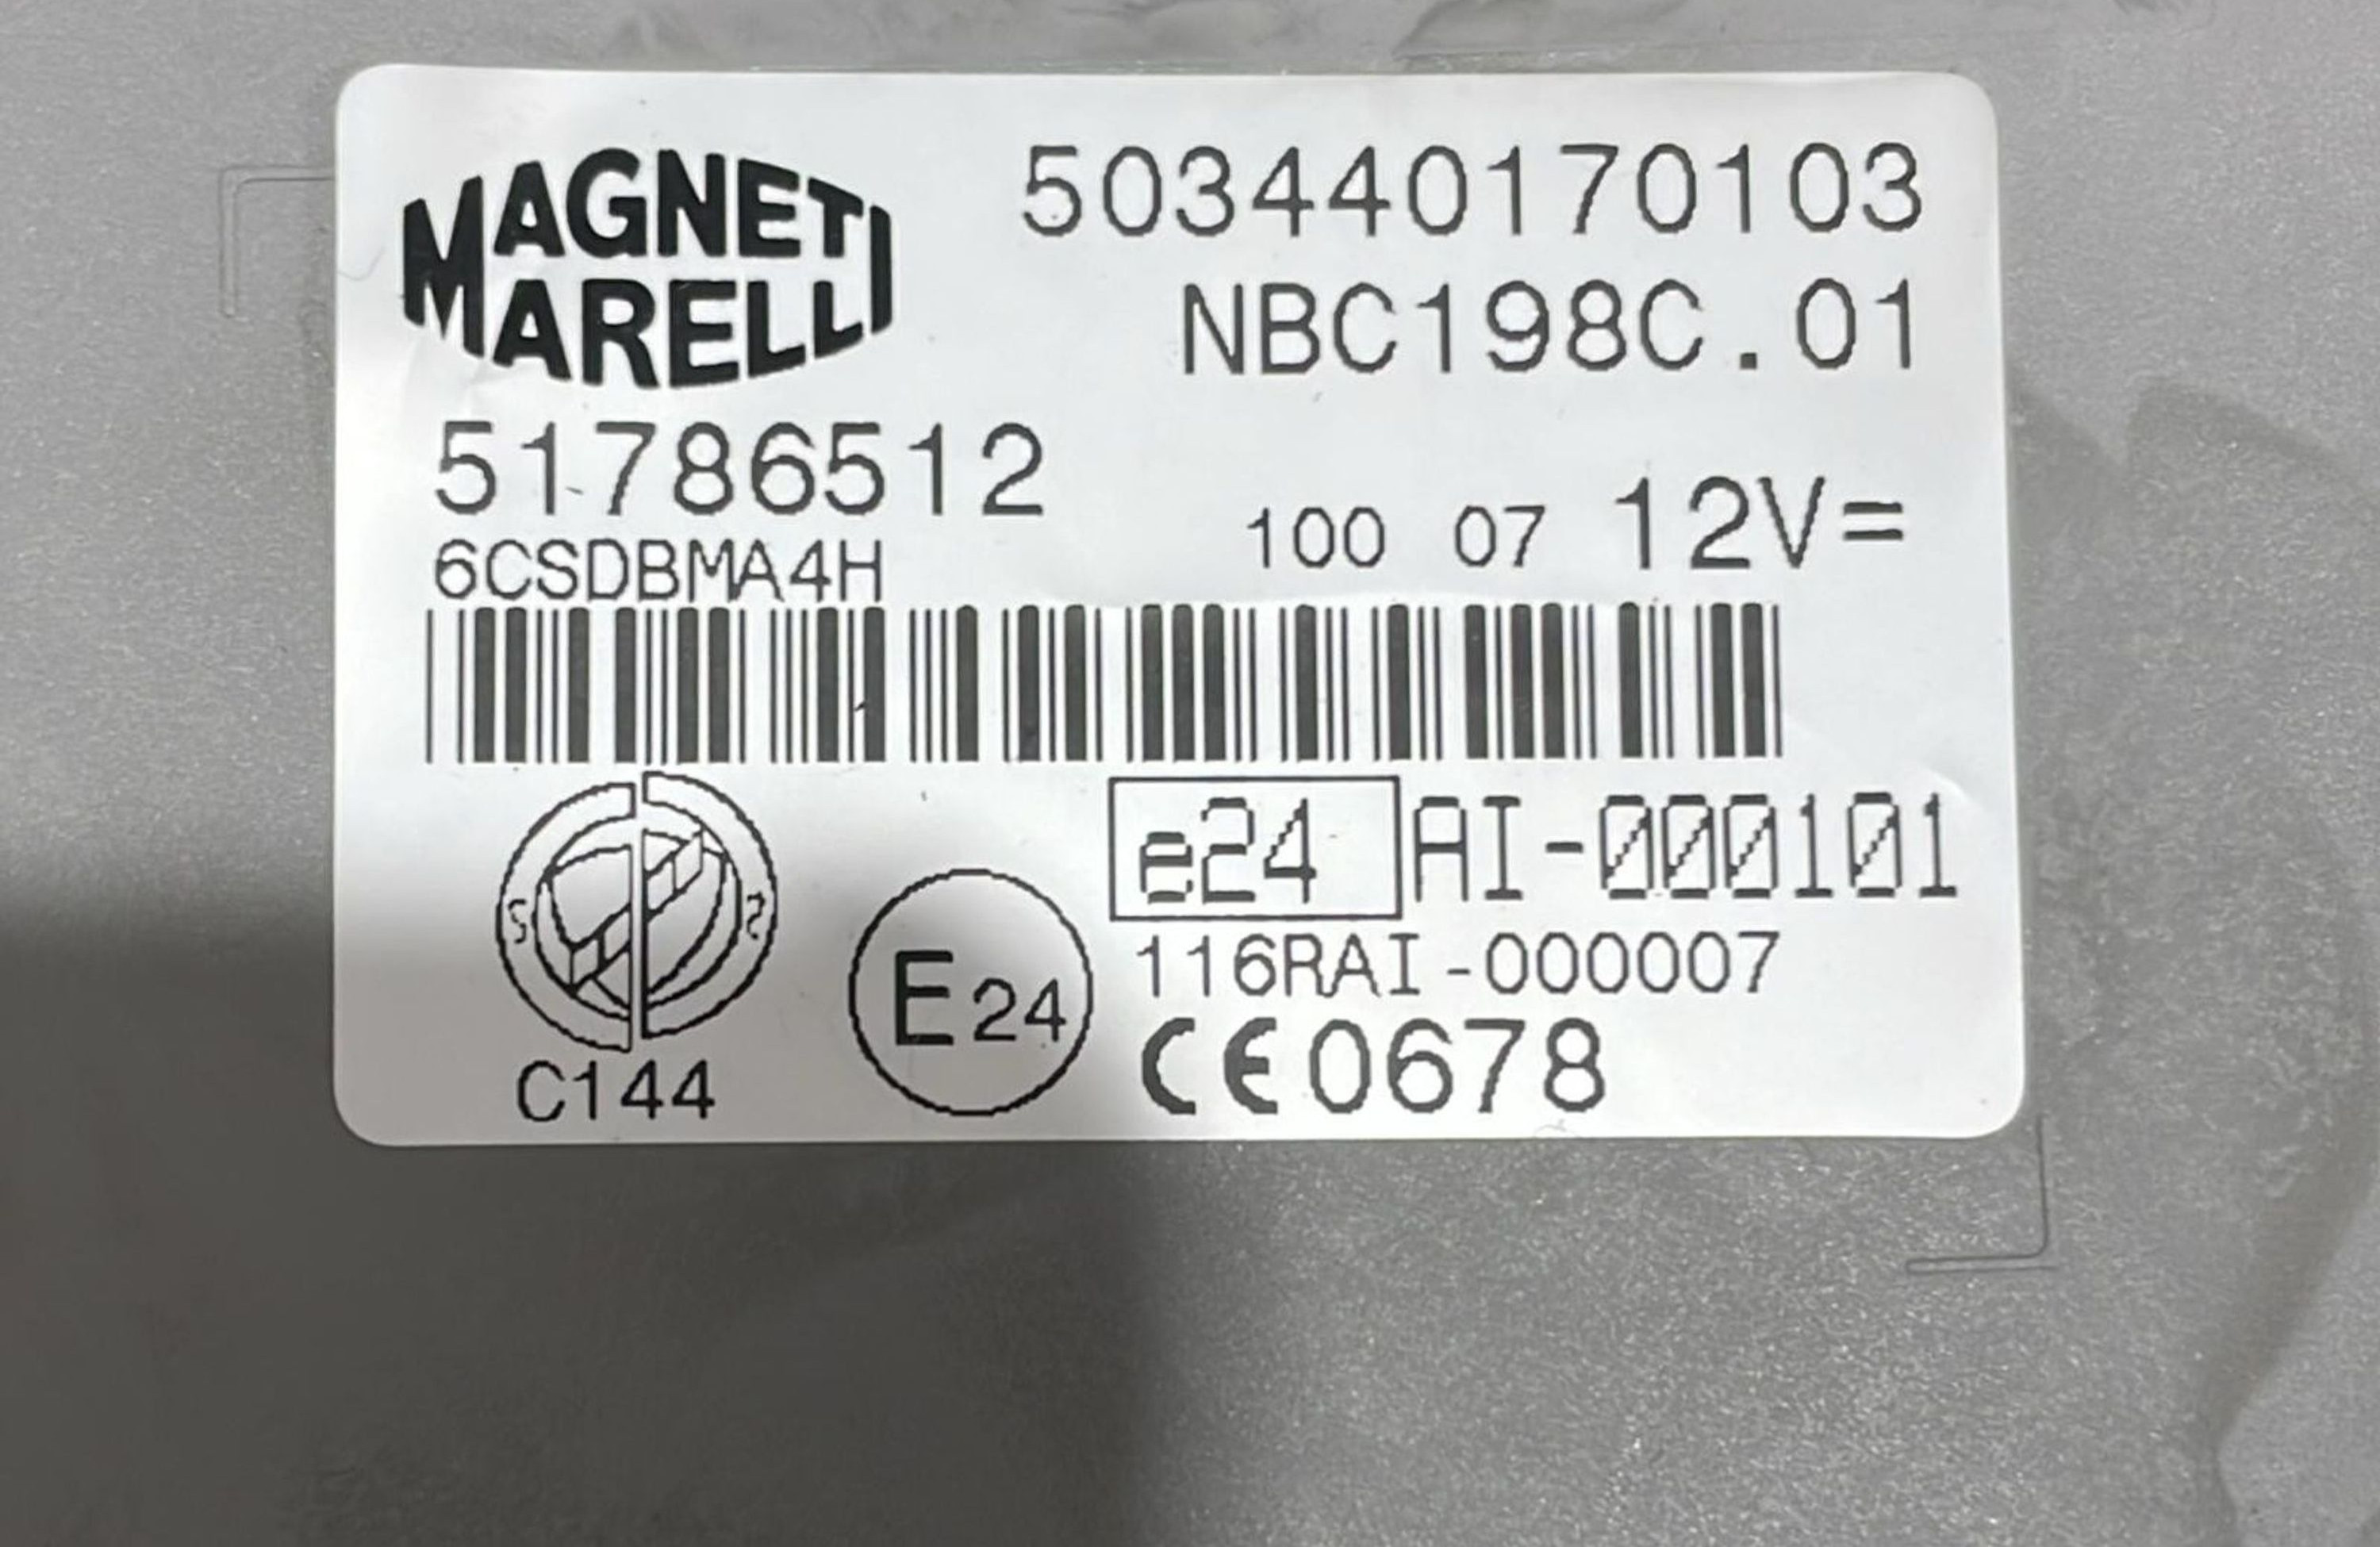 MAGNETI
MARELLI
503440170103
NBC198C.01
51786512
100 07 12V=
6CSDBMA4H
e24 AI-000101
116RAI-000007
E24
CE0678
C144